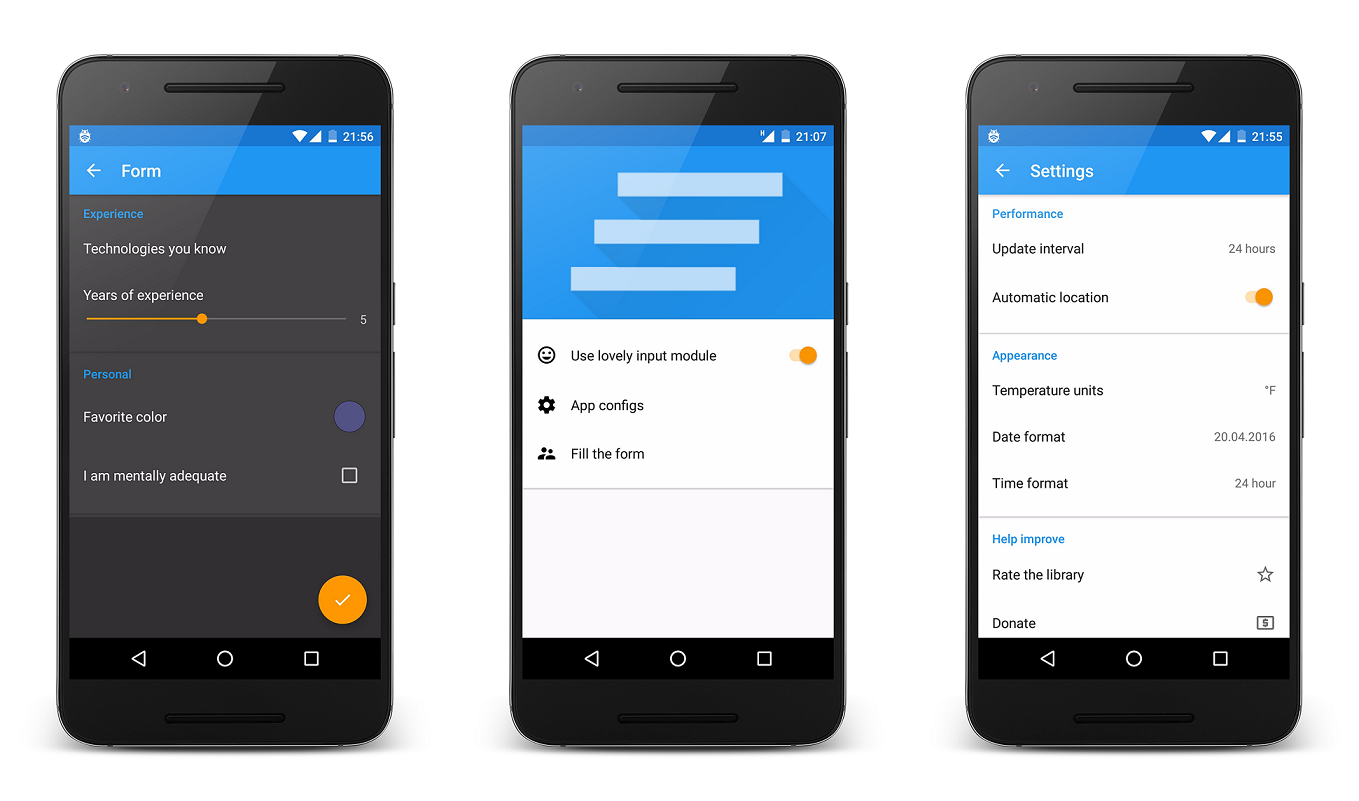 21:56
Form
Experience
Technologies you know
Years of experience
5
Personal
Favorite color
I am mentally adequate
H 21:07
Use lovely input module
App configs
Fill the form
21:55
Settings
Performance
Update interval 24 hours
Automatic location
Appearance
Temperature units °F
Date format 20.04.2016
Time format 24 hour
Help improve
Rate the library
Donate $